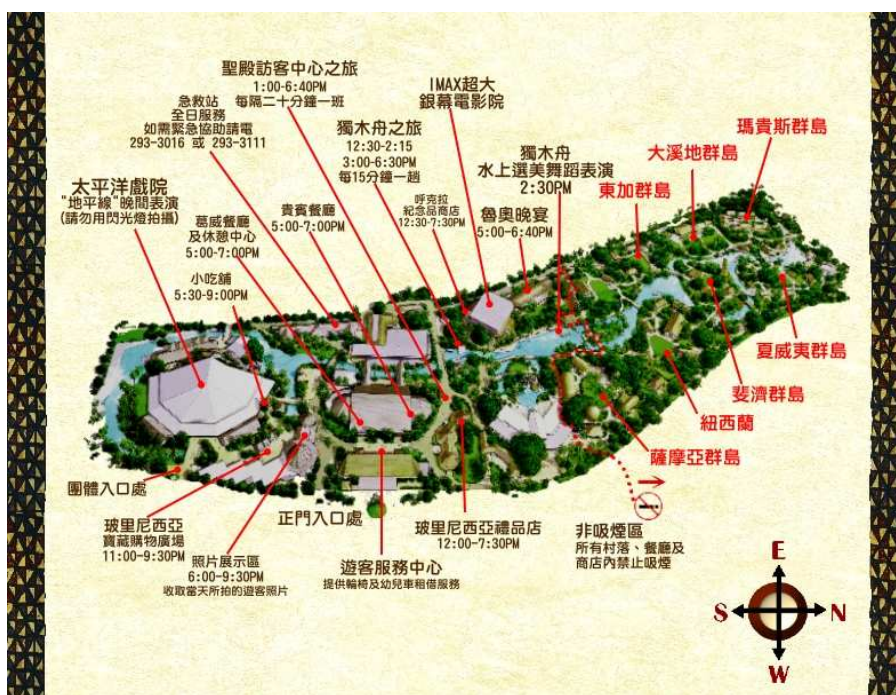 聖殿訪客中心之旅
1:00-6:40PM
每隔二十分鐘一班
急救站
全日服務
如需緊急協助請電
293-3016 或 293-3111
獨木舟之旅
12:30-2:15
3:00-6:30PM
每15分鐘一趟
IMAX超大
銀幕電影院
呼克拉
紀念品商店
12:30-7:30PM
獨木舟
水上選美舞蹈表演
2:30PM
魯奧晚宴
5:00-6:40PM
瑪貴斯群島
大溪地群島
東加群島
太平洋戲院
"地平線"晚間表演
(請勿用閃光燈拍攝)
葛威餐廳
及休憩中心
5:00-7:00PM
貴賓餐廳
5:00-7:00PM
小吃舖
5:30-9:00PM
夏威夷群島
斐濟群島
紐西蘭
薩摩亞群島
團體入口處
玻里尼西亞
寶藏購物廣場
11:00-9:30PM
照片展示區
6:00-9:30PM
收取當天所拍的遊客照片
正門入口處
遊客服務中心
提供輪椅及幼兒車租借服務
玻里尼西亞禮品店
12:00-7:30PM
非吸煙區
所有村落、餐廳及
商店內禁止吸煙
E
S
N
W